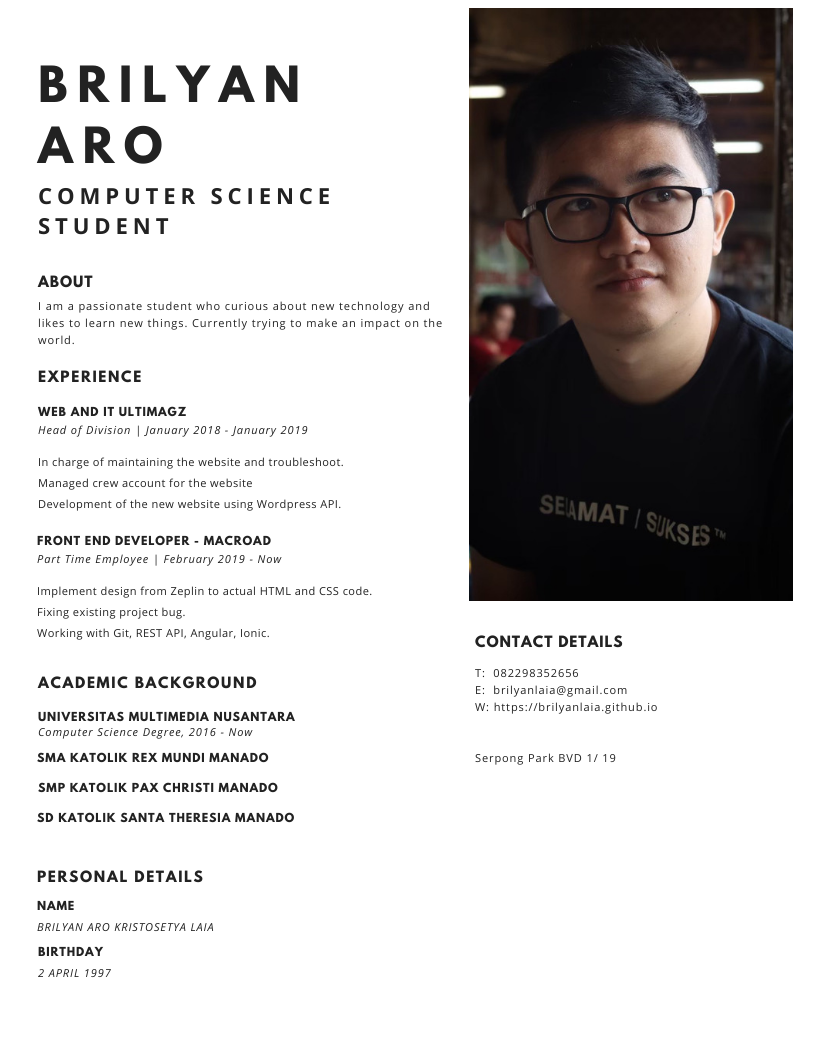 BRILYAN
ARO
COMPUTER SCIENCE
STUDENT
ABOUT
I am a passionate student who curious about new technology and
likes to learn new things. Currently trying to make an impact on the
world.
EXPERIENCE
WEB AND IT ULTIMAGZ
Head of Division | January 2018 - January 2019
In charge of maintaining the website and troubleshoot.
Managed crew account for the website
Development of the new website using Wordpress API.
FRONT END DEVELOPER - MACROAD
Part Time Employee | February 2019 - Now
Implement design from Zeplin to actual HTML and CSS code.
Fixing existing project bug.
Working with Git, REST API, Angular, Ionic.
ACADEMIC BACKGROUND
UNIVERSITAS MULTIMEDIA NUSANTARA
Computer Science Degree, 2016 - Now
SMA KATOLIK REX MUNDI MANADO
SMP KATOLIK PAX CHRISTI MANADO
SD KATOLIK SANTA THERESIA MANADO
PERSONAL DETAILS
NAME
BRILYAN ARO KRISTOSETYA LAIA
BIRTHDAY
2 APRIL 1997
SELAMAT / SUKSES™
CONTACT DETAILS
T: 082298352656
E: brilyanlaia@gmail.com
W: https://brilyanlaia.github.io
Serpong Park BVD 1/ 19